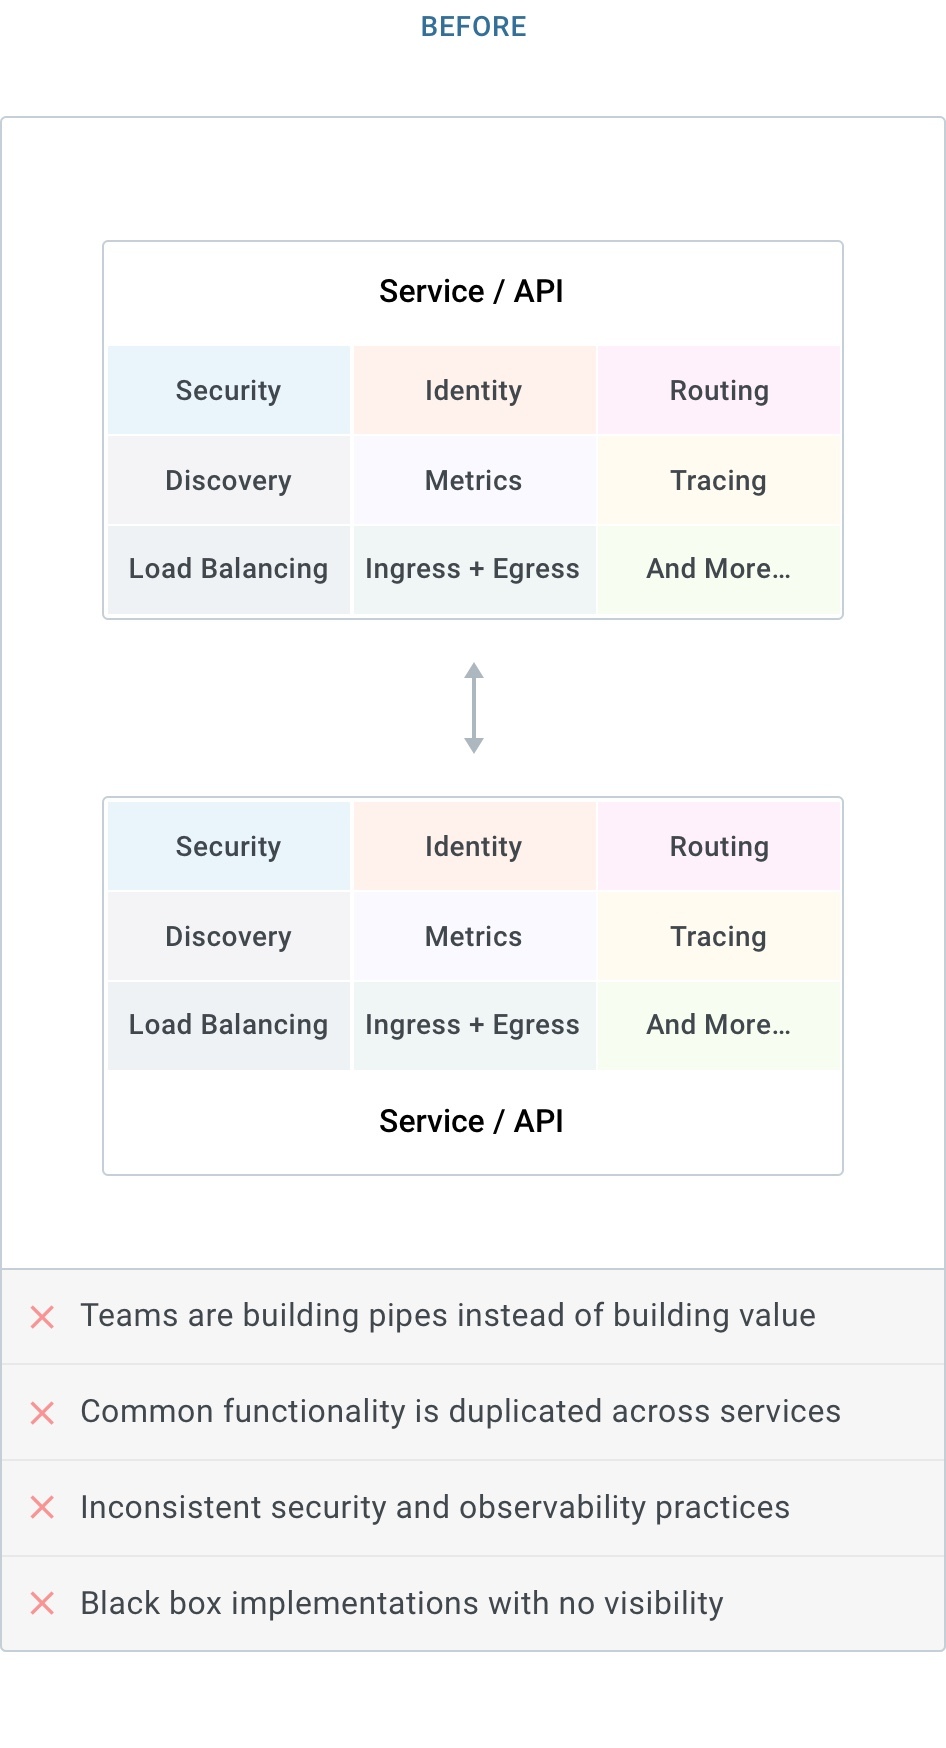 BEFORE
Service / API
Security Identity Routing
Discovery Metrics Tracing
Load Balancing Ingress + Egress And More...
Security Identity Routing
Discovery Metrics Tracing
Load Balancing Ingress + Egress And More...
Service / API
Teams are building pipes instead of building value
Common functionality is duplicated across services
Inconsistent security and observability practices
Black box implementations with no visibility